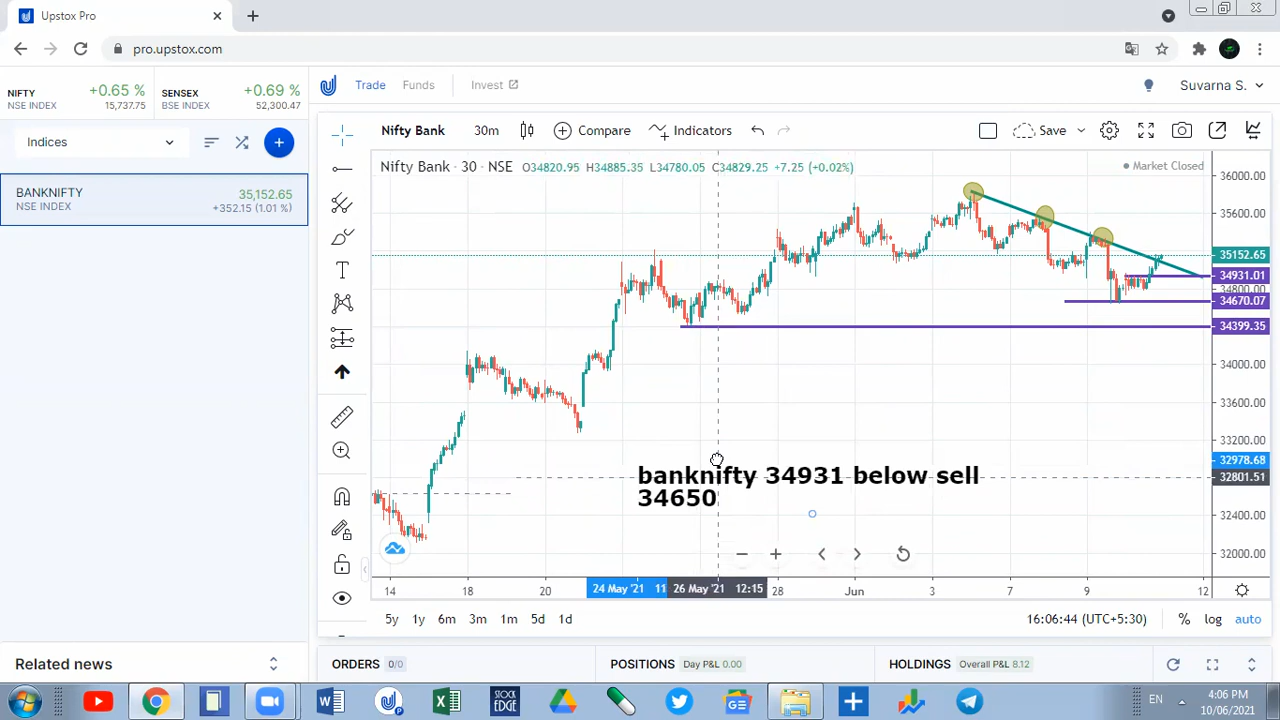 Upstox Pro
pro.upstox.com
NIFTY +0.65 %
NSE INDEX 15,737.75
SENSEX +0.69 %
BSE INDEX 52,300.47
Trade Funds Invest Suvarna S.
Indices
BANKNIFTY 35,152.65
NSE INDEX +352.15 (1.01 %)
Nifty Bank 30m Compare Indicators Save
Nifty Bank · 30 · NSE O34820.95 H34885.35 L34780.05 C34829.25 +7.25 (+0.02%) Market Closed
36000.00
35600.00
35152.65
34931.01
34800.00
34670.07
34399.35
34000.00
33600.00
33200.00
32978.68
32801.51
32400.00
32000.00
banknifty 34931 below sell
34650
14 18 20 24 May '21 11 26 May '21 12:15 28 Jun 3 7 9 12
5y 1y 6m 3m 1m 5d 1d 16:06:44 (UTC+5:30) % log auto
Related news
ORDERS 0/0 POSITIONS Day P&L 0.00 HOLDINGS Overall P&L 8.12
STOCK
EDGE
EN 4:06 PM
10/06/2021